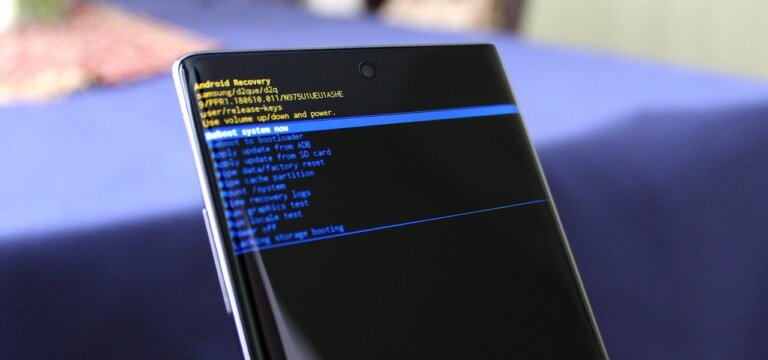 Android Recovery
samsung/d2que/d2q
9/PPR1.180610.011/N975U1UEU1ASHE
user/release-keys
Use volume up/down and power.
Reboot system now
Reboot to bootloader
Apply update from ADB
Apply update from SD card
Wipe data/factory reset
Wipe cache partition
Mount /system
View recovery logs
Run graphics test
Run locale test
Power off
storage booting